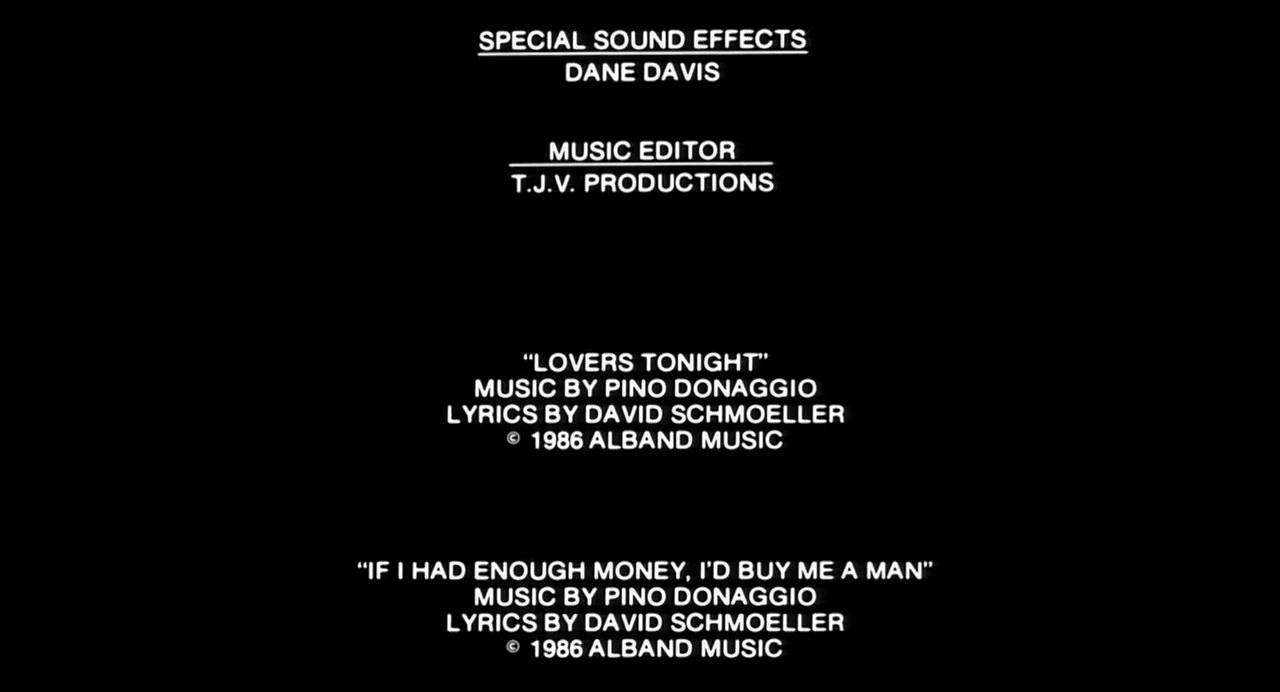 SPECIAL SOUND EFFECTS
DANE DAVIS
MUSIC EDITOR
T.J.V. PRODUCTIONS
“LOVERS TONIGHT”
MUSIC BY PINO DONAGGIO
LYRICS BY DAVID SCHMOELLER
© 1986 ALBAND MUSIC
“IF I HAD ENOUGH MONEY, I’D BUY ME A MAN”
MUSIC BY PINO DONAGGIO
LYRICS BY DAVID SCHMOELLER
© 1986 ALBAND MUSIC